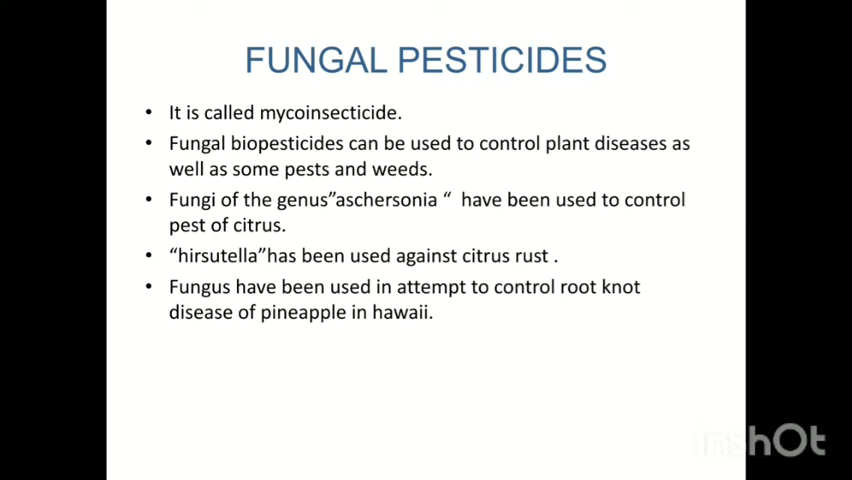 FUNGAL PESTICIDES
• It is called mycoinsecticide.
• Fungal biopesticides can be used to control plant diseases as
well as some pests and weeds.
• Fungi of the genus”aschersonia “ have been used to control
pest of citrus.
• “hirsutella”has been used against citrus rust .
• Fungus have been used in attempt to control root knot
disease of pineapple in hawaii.
InShOt